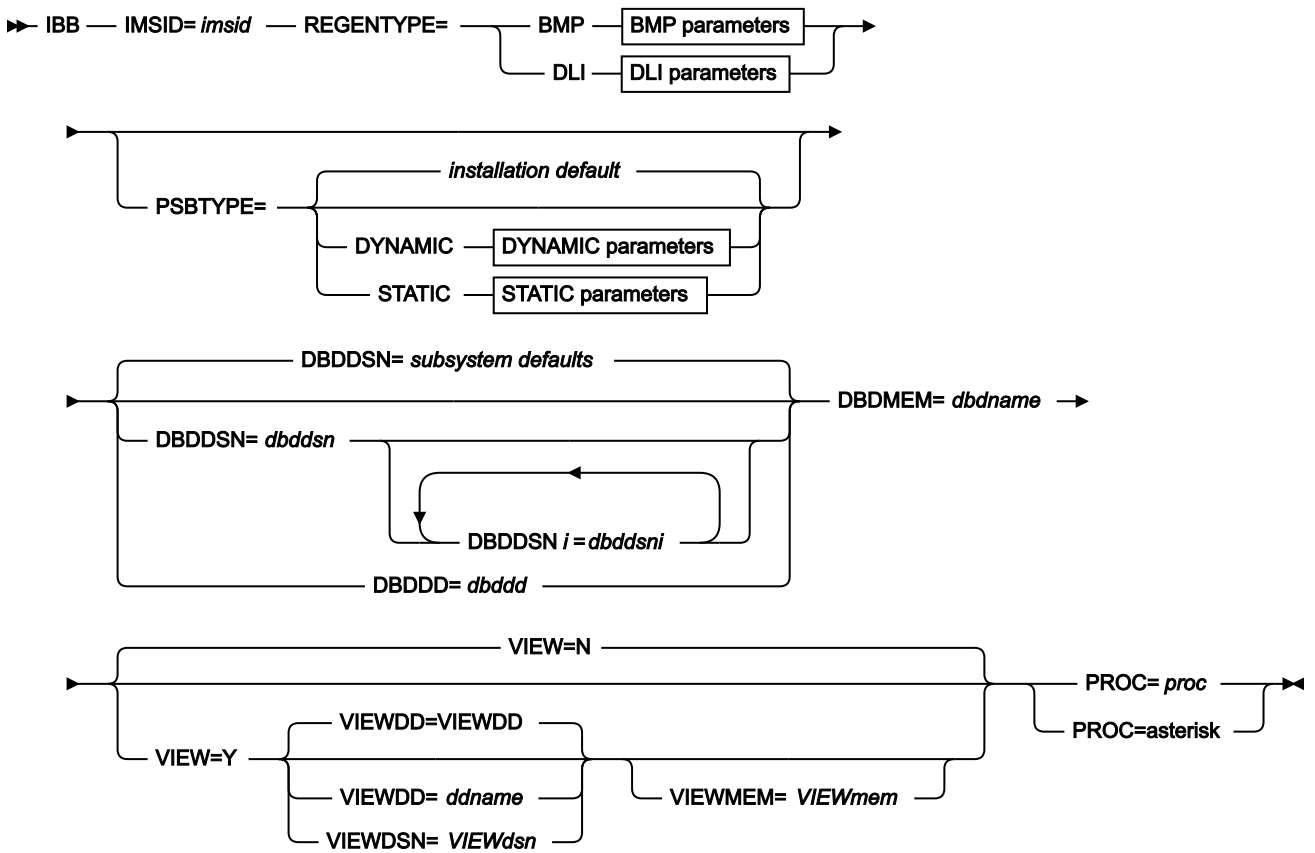 IBB IMSID= imsid REGENTYPE= BMP BMP parameters
DLI DLI parameters
installation default
PSBTYPE=
DYNAMIC DYNAMIC parameters
STATIC STATIC parameters
DBDDSN= subsystem defaults
DBDMEM= dbdname
DBDDSN= dbddsn
DBDDSN i =dbddsni
DBDDD= dbddd
VIEW=N
PROC= proc
VIEWDD=VIEWDD
PROC=asterisk
VIEW=Y
VIEWDD= ddname VIEWMEM= VIEWmem
VIEWDSN= VIEWdsn